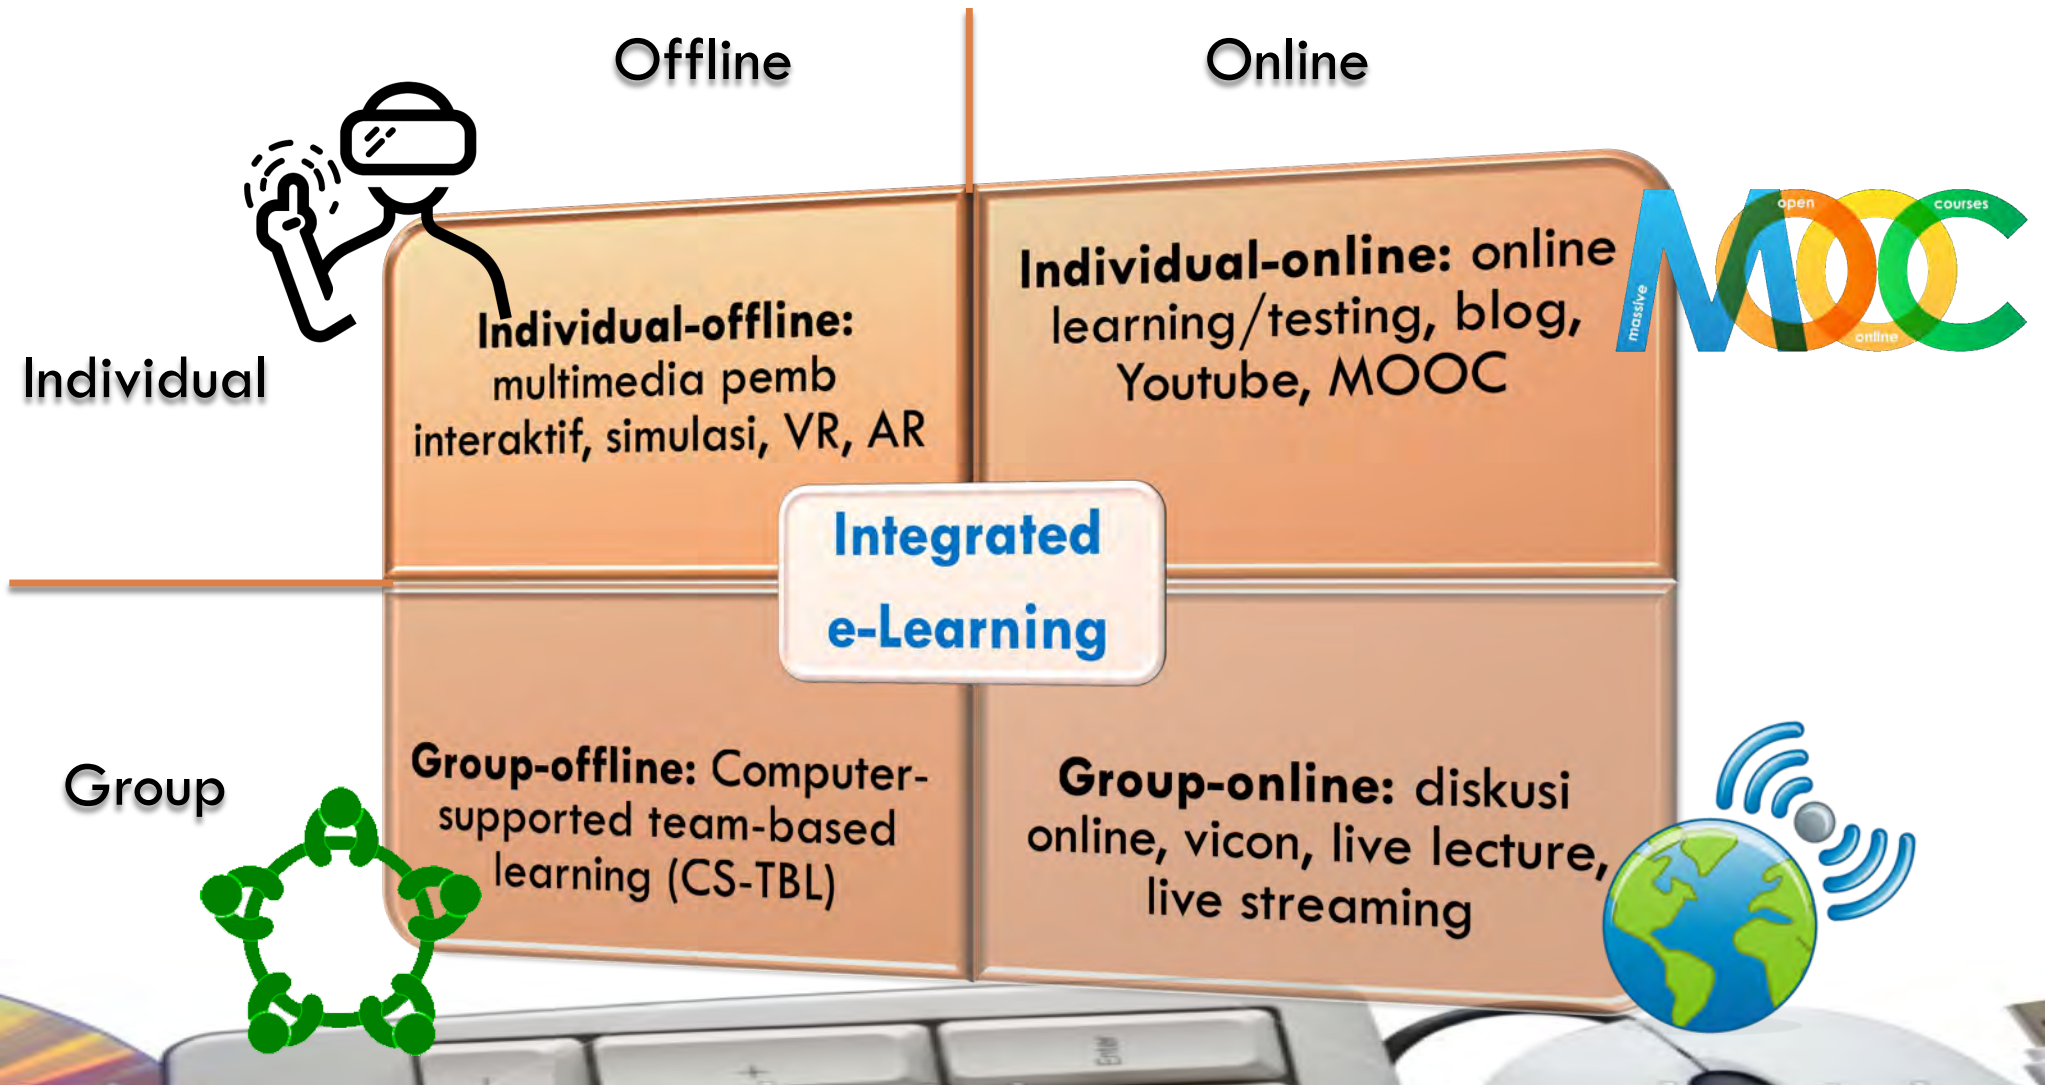 Offline
Online
Individual
Individual-offline:
multimedia pemb
interaktif, simulasi, VR, AR
Individual-online: online
learning/testing, blog,
Youtube, MOOC
MOOC
massive
open
online
courses
Integrated
e-Learning
Group
Group-offline: Computer-
supported team-based
learning (CS-TBL)
Group-online: diskusi
online, vicon, live lecture,
live streaming
+
Enter